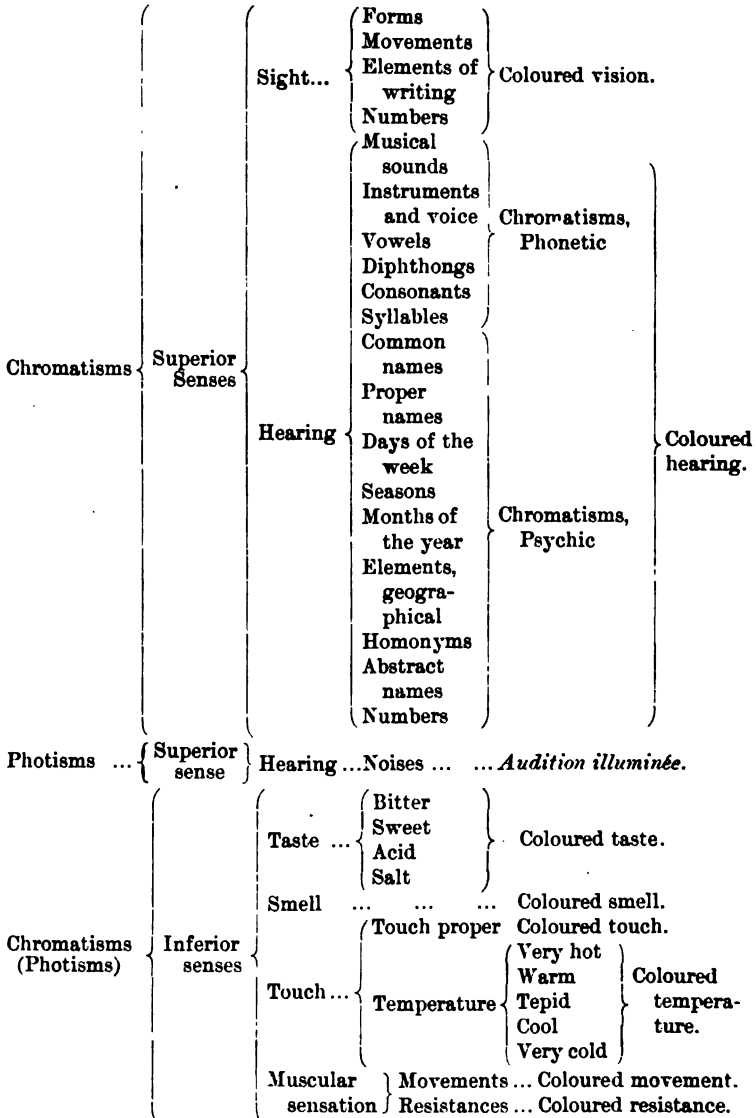 Forms
Movements
Sight... Elements of
writing
Coloured vision.
Numbers
Musical
sounds
Instruments
and voice
Chromatisms,
Phonetic
Vowels
Diphthongs
Consonants
Syllables
Chromatisms
Superior
Senses
Common
names
Proper
names
Hearing
Days of the
week
Coloured
hearing.
Seasons
Months of
the year
Chromatisms,
Psychic
Elements,
geogra-
phical
Homonyms
Abstract
names
Numbers
Photisms ... Superior
sense
Hearing ...Noises ... ... Audition illuminée.
Bitter
Sweet
Taste ...
Acid
Coloured taste.
Salt
Smell ... ... ... Coloured smell.
Chromatisms
(Photisms)
Inferior
senses
Touch proper Coloured touch.
Touch ...
Temperature
Very hot
Warm
Tepid
Cool
Very cold
Coloured
tempera-
ture.
Muscular
sensation
Movements ... Coloured movement.
Resistances ... Coloured resistance.